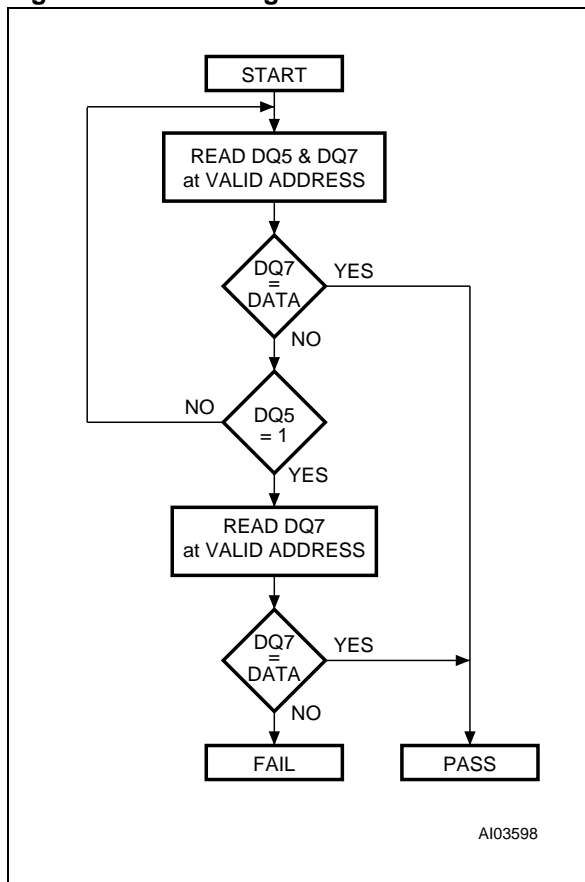 START
READ DQ5 & DQ7
at VALID ADDRESS
DQ7
=
DATA
YES
NO
NO
DQ5
= 1
YES
READ DQ7
at VALID ADDRESS
DQ7
=
DATA
YES
NO
FAIL
PASS
AI03598